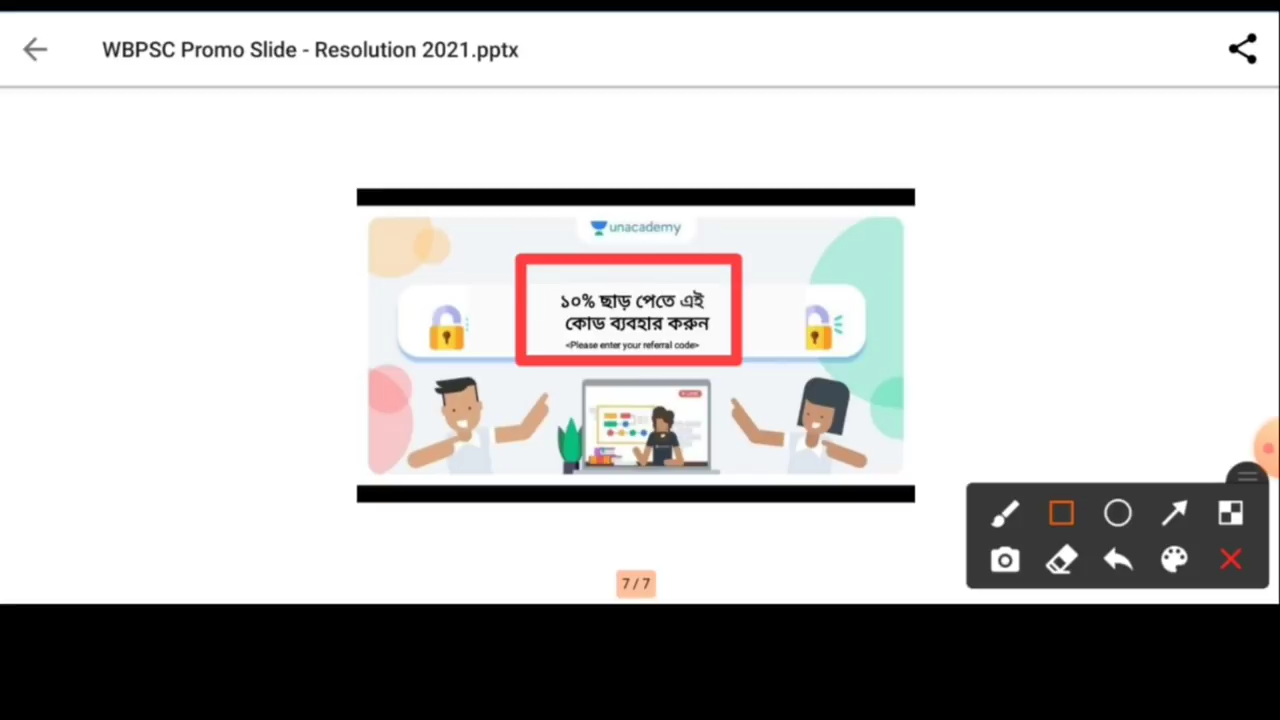 WBPSC Promo Slide - Resolution 2021.pptx
unacademy
১০% ছাড় পেতে এই
কোড ব্যবহার করুন
<Please enter your referral code>
7 / 7